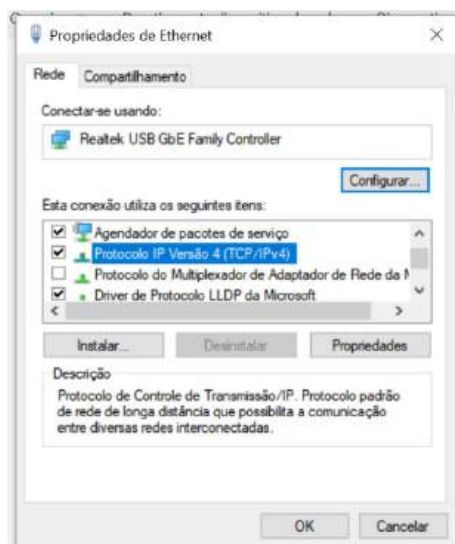 Propriedades de Ethernet
Rede
Compartilhamento
Conectar-se usando:
Realtek USB GbE Family Controller
Configurar...
Esta conexão utiliza os seguintes itens:
Agendador de pacotes de serviço
Protocolo IP Versão 4 (TCP/IPv4)
Protocolo do Multiplexador de Adaptador de Rede da
Driver de Protocolo LLDP da Microsoft
Instalar...
Desinstalar
Propriedades
Descrição
Protocolo de Controle de Transmissão/IP. Protocolo padrão
de rede de longa distância que possibilita a comunicação
entre diversas redes interconectadas.
OK
Cancelar